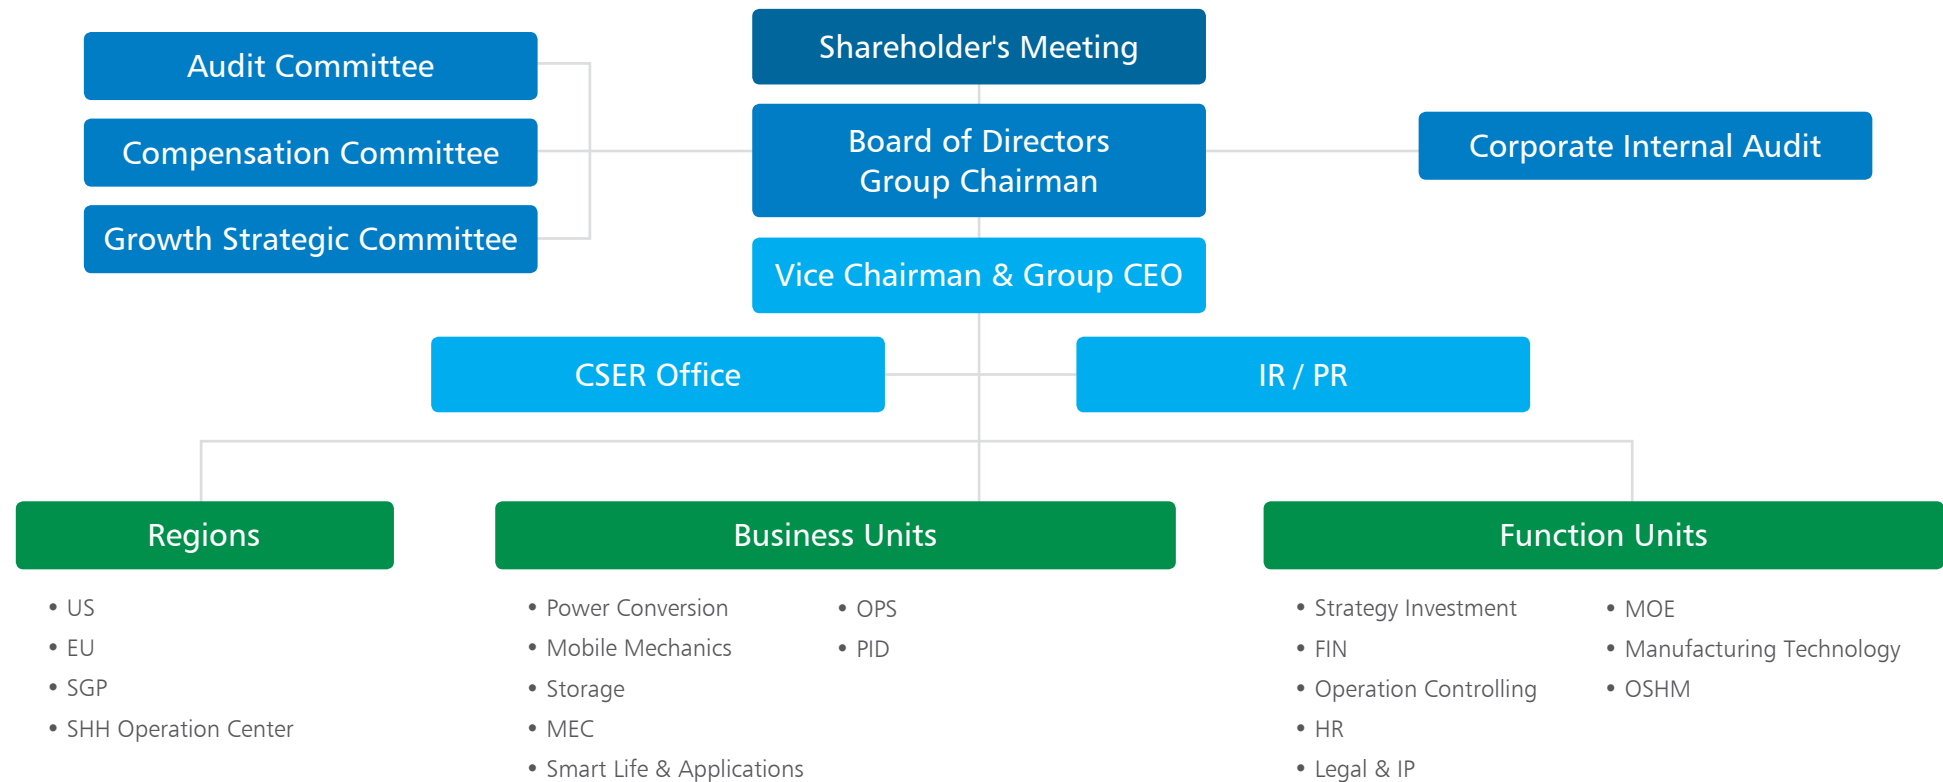 Shareholder's Meeting
Audit Committee
Compensation Committee
Growth Strategic Committee
Board of Directors
Group Chairman
Corporate Internal Audit
Vice Chairman & Group CEO
CSER Office
IR / PR
Regions
• US
• EU
• SGP
• SHH Operation Center
Business Units
• Power Conversion
• Mobile Mechanics
• Storage
• MEC
• Smart Life & Applications
• OPS
• PID
Function Units
• Strategy Investment
• FIN
• Operation Controlling
• HR
• Legal & IP
• MOE
• Manufacturing Technology
• OSHM